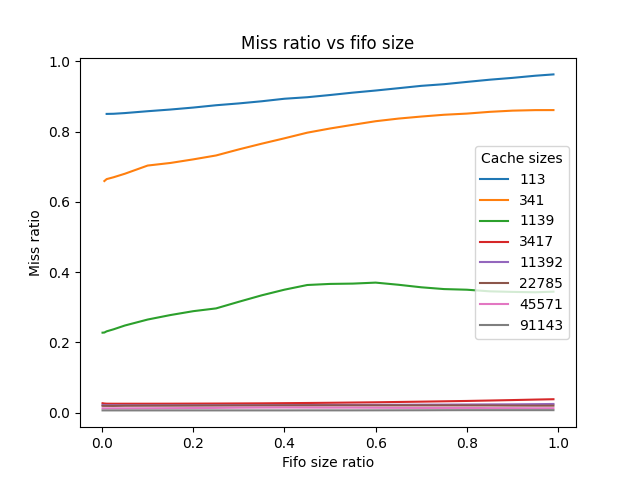 Miss ratio vs fifo size
1.0
0.8
0.6
0.4
0.2
0.0
Miss ratio
Cache sizes
113
341
1139
3417
11392
22785
45571
91143
0.0 0.2 0.4 0.6 0.8 1.0
Fifo size ratio